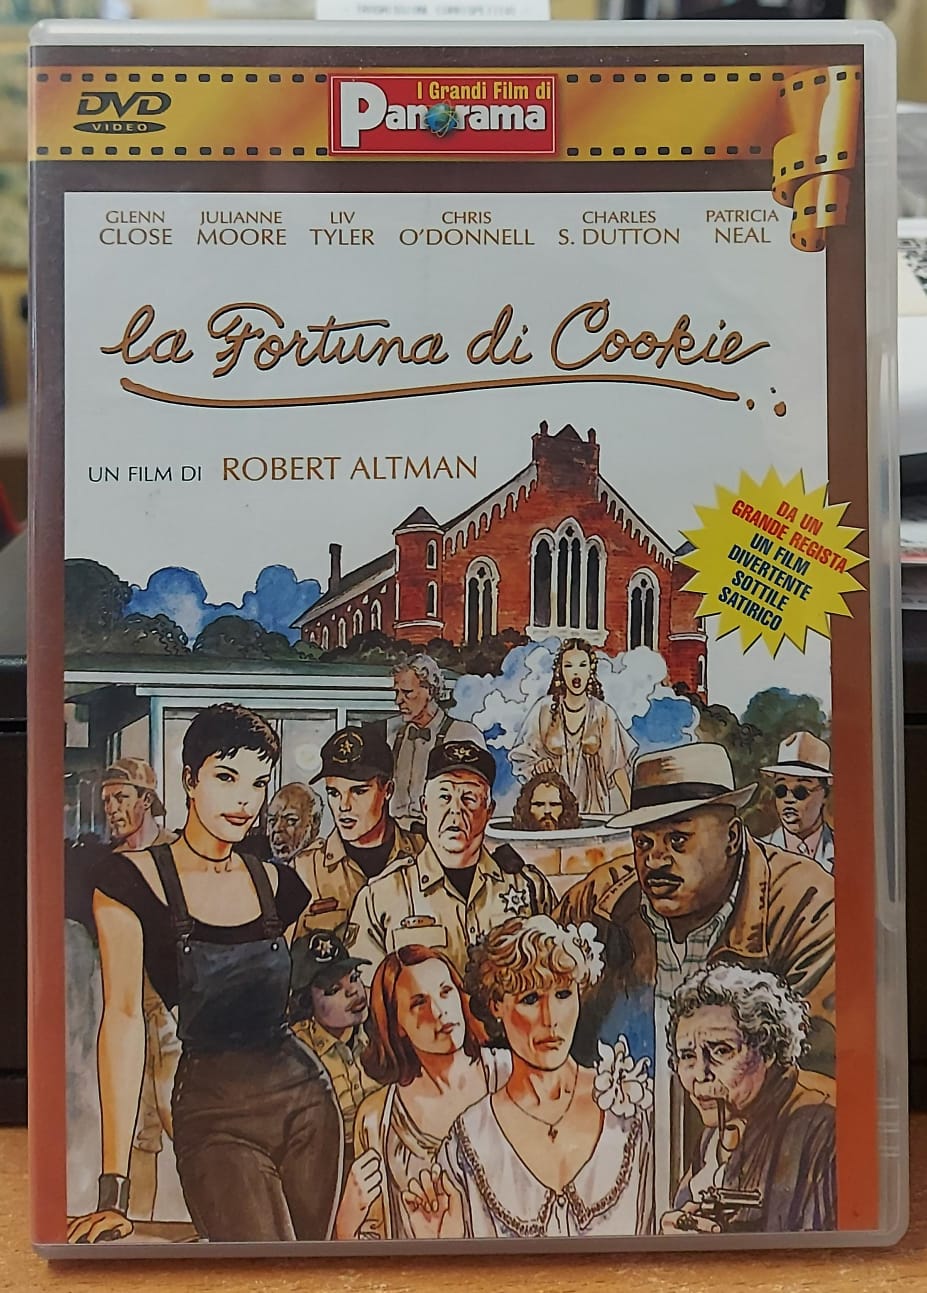 DVD
VIDEO
I Grandi Film di
Panorama
GLENN CLOSE
JULIANNE MOORE
LIV TYLER
CHRIS O'DONNELL
CHARLES S. DUTTON
PATRICIA NEAL
la Fortuna di Cookie...
UN FILM DI ROBERT ALTMAN
DA UN
GRANDE REGISTA
UN FILM
DIVERTENTE
SOTTILE
SATIRICO